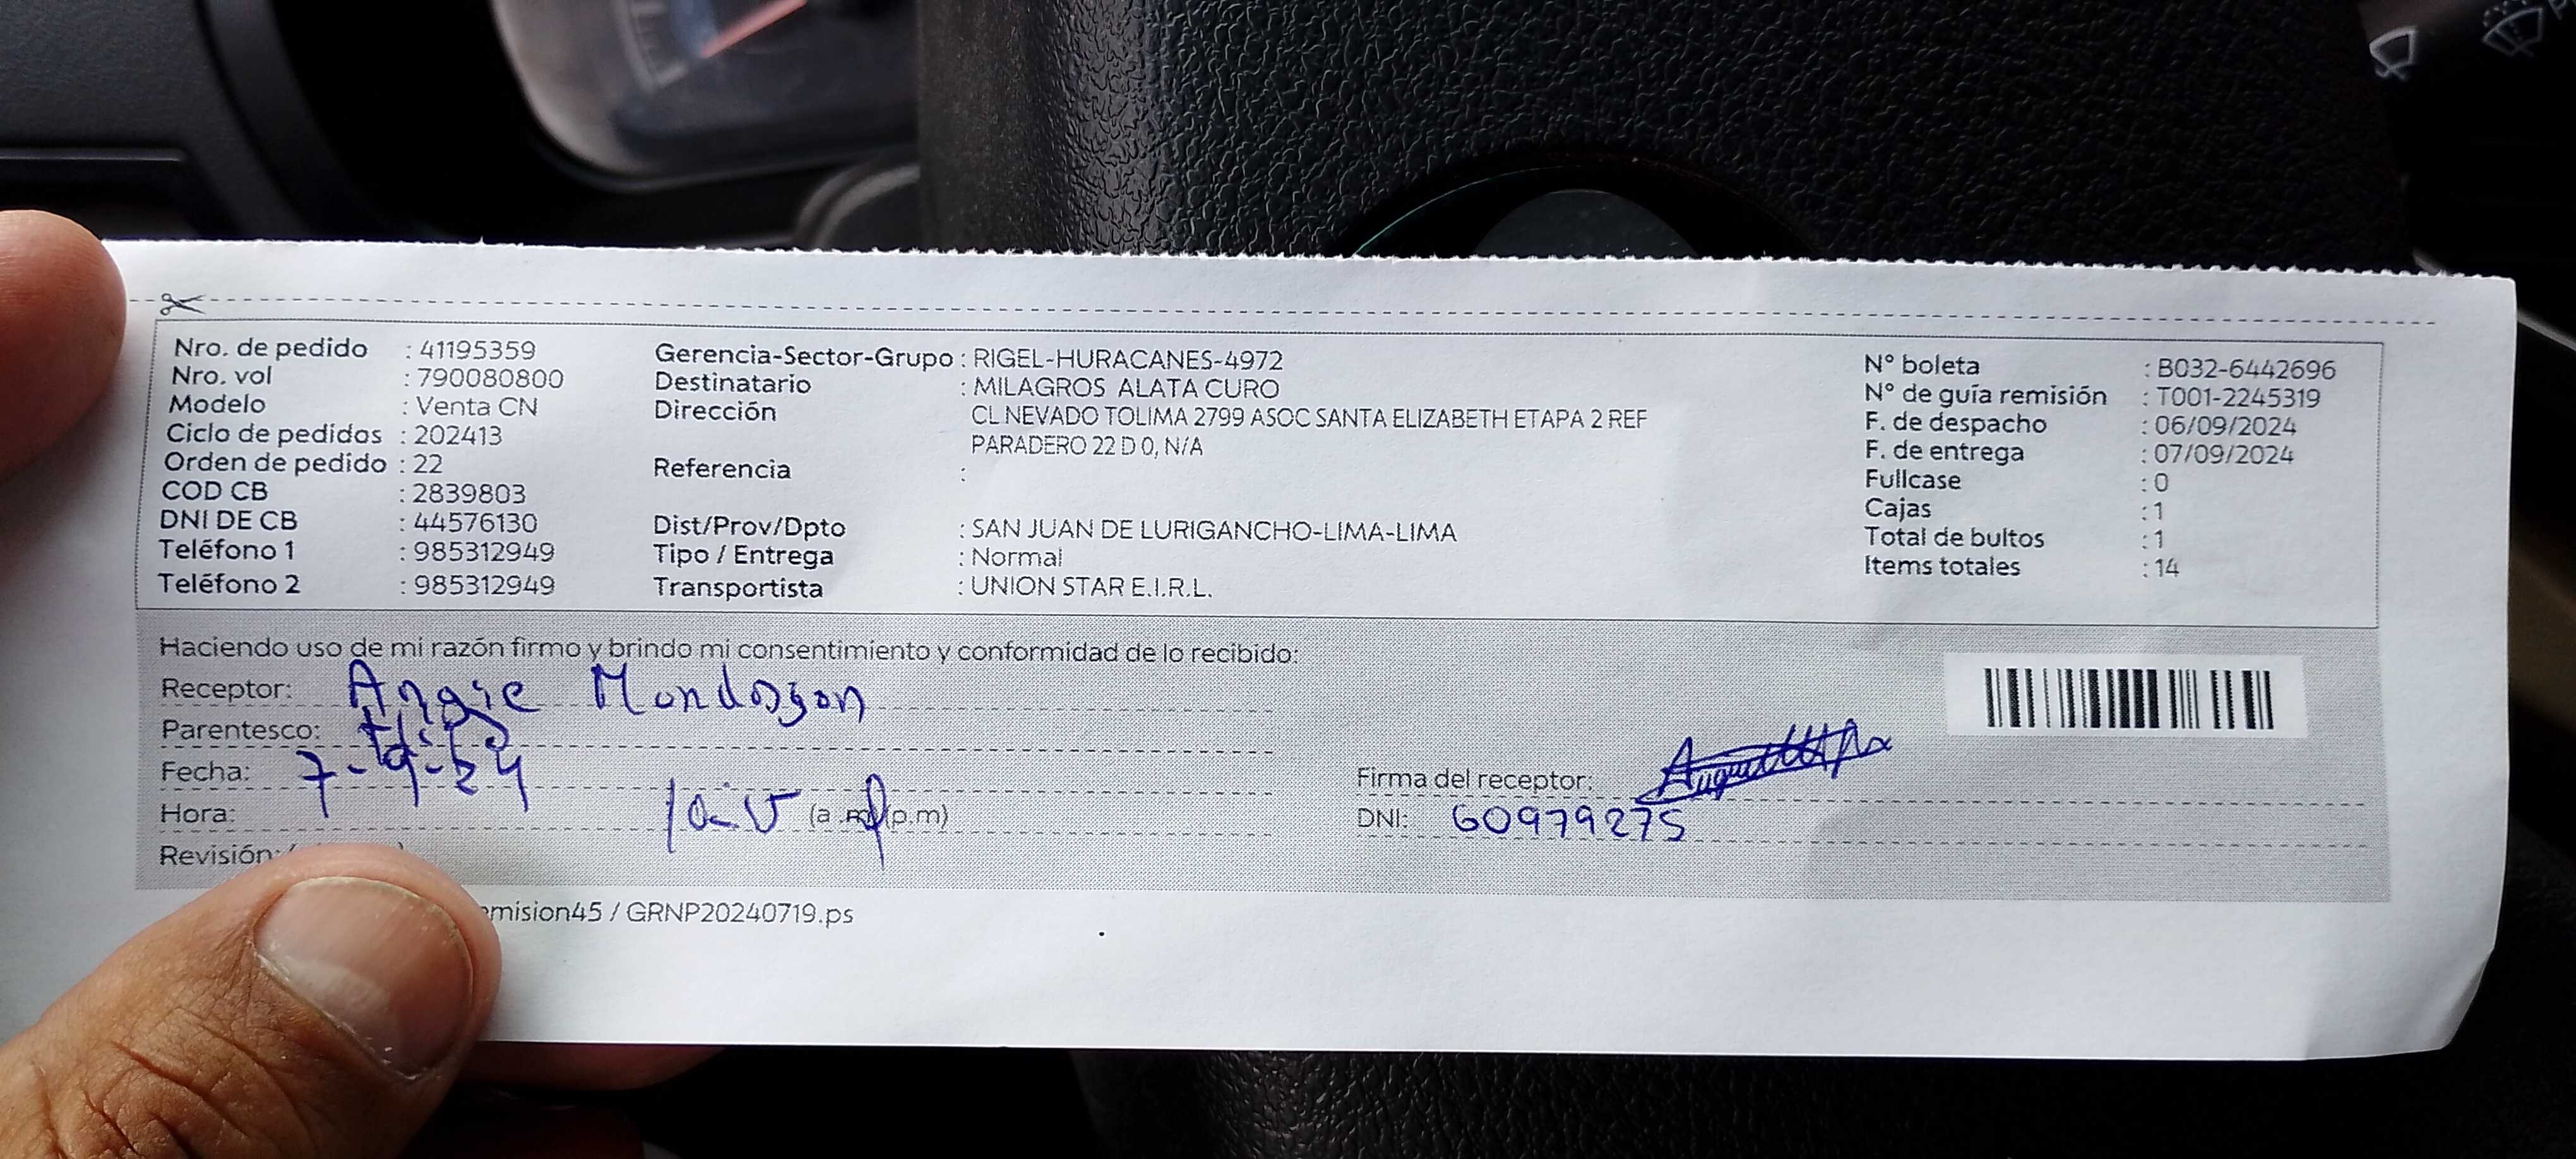 Nro. de pedido : 41195359
Nro. vol : 790080800
Modelo : Venta CN
Ciclo de pedidos : 202413
Orden de pedido : 22
COD CB : 2839803
DNI DE CB : 44576130
Teléfono 1 : 985312949
Teléfono 2 : 985312949
Gerencia-Sector-Grupo : RIGEL-HURACANES-4972
Destinatario : MILAGROS ALATA CURO
Dirección CL NEVADO TOLIMA 2799 ASOC SANTA ELIZABETH ETAPA 2 REF
PARADERO 22 D 0, N/A
Referencia :
Dist/Prov/Dpto : SAN JUAN DE LURIGANCHO-LIMA-LIMA
Tipo / Entrega : Normal
Transportista : UNION STAR E.I.R.L.
N° boleta : B032-6442696
N° de guía remisión : T001-2245319
F. de despacho : 06/09/2024
F. de entrega : 07/09/2024
Fullcase : 0
Cajas : 1
Total de bultos : 1
Items totales : 14
Haciendo uso de mi razón firmo y brindo mi consentimiento y conformidad de lo recibido:
Receptor: Angie
Parentesco:
Fecha: 7-9-24
Hora: (a.m) (p.m)
Revisión:
Firma del receptor:
DNI: 60979275
emision45 / GRNP20240719.ps